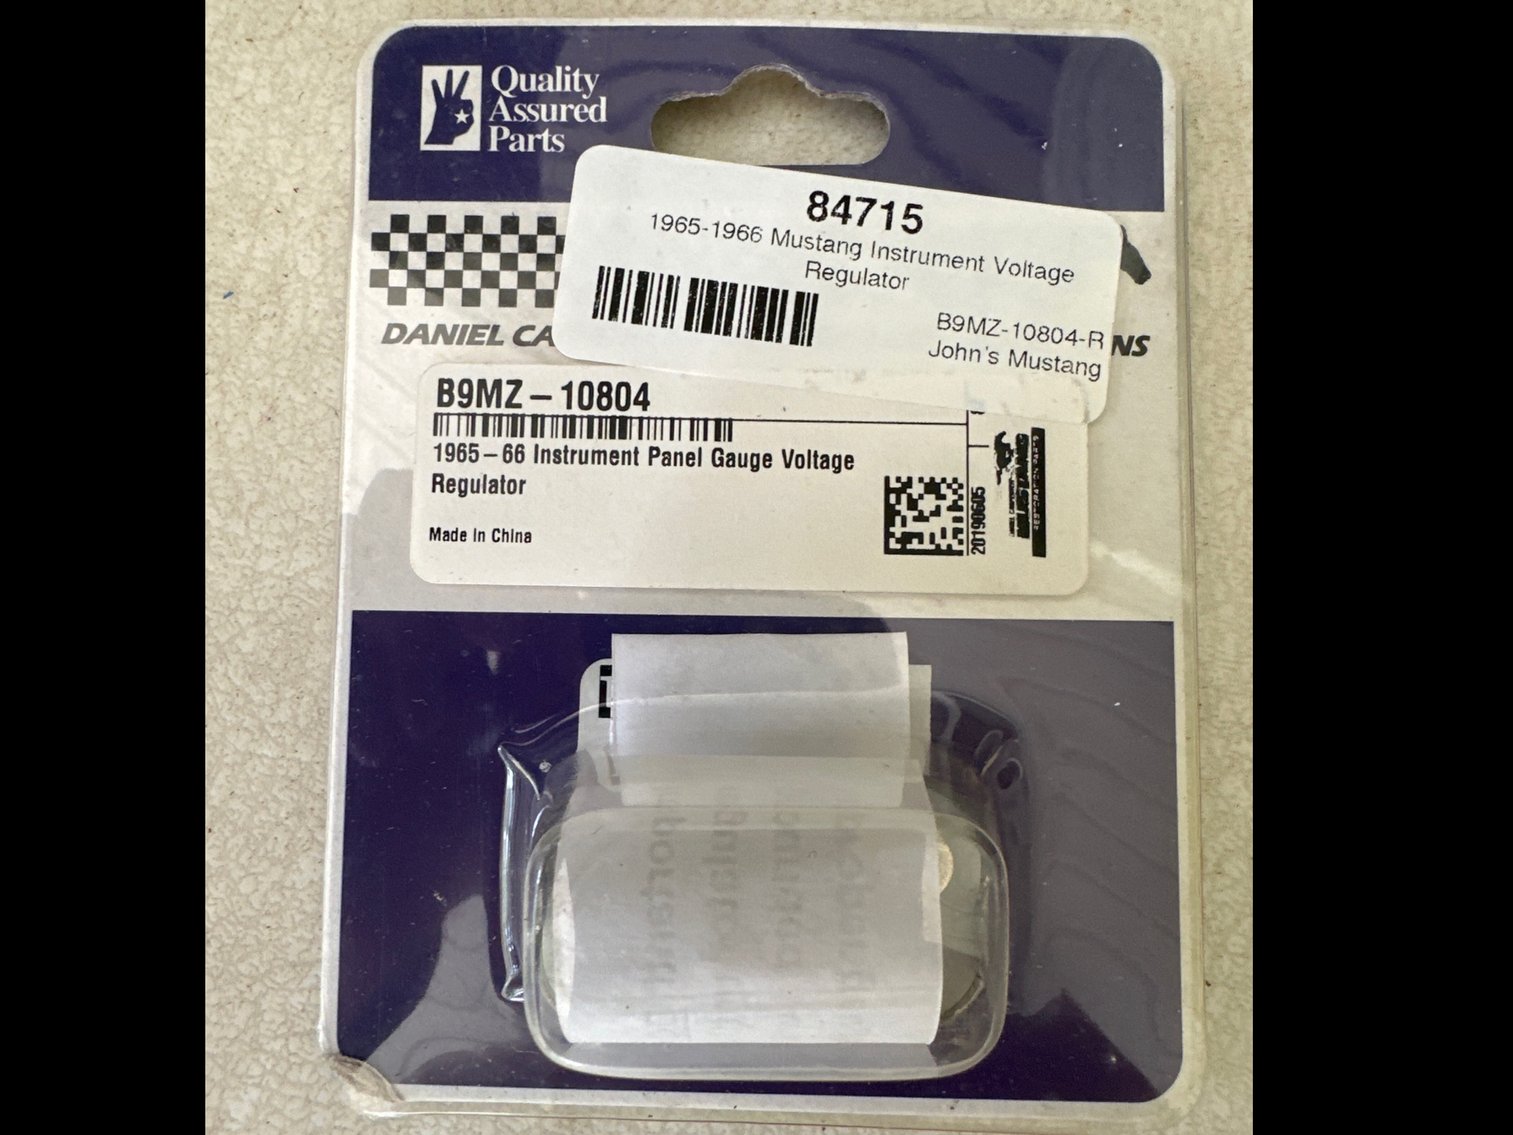 Quality
Assured
Parts
84715
1965-1966 Mustang Instrument Voltage
Regulator
B9MZ-10804-R
John's Mustang
DANIEL CA
NS
B9MZ – 10804
1965 – 66 Instrument Panel Gauge Voltage
Regulator
Made In China
20190605